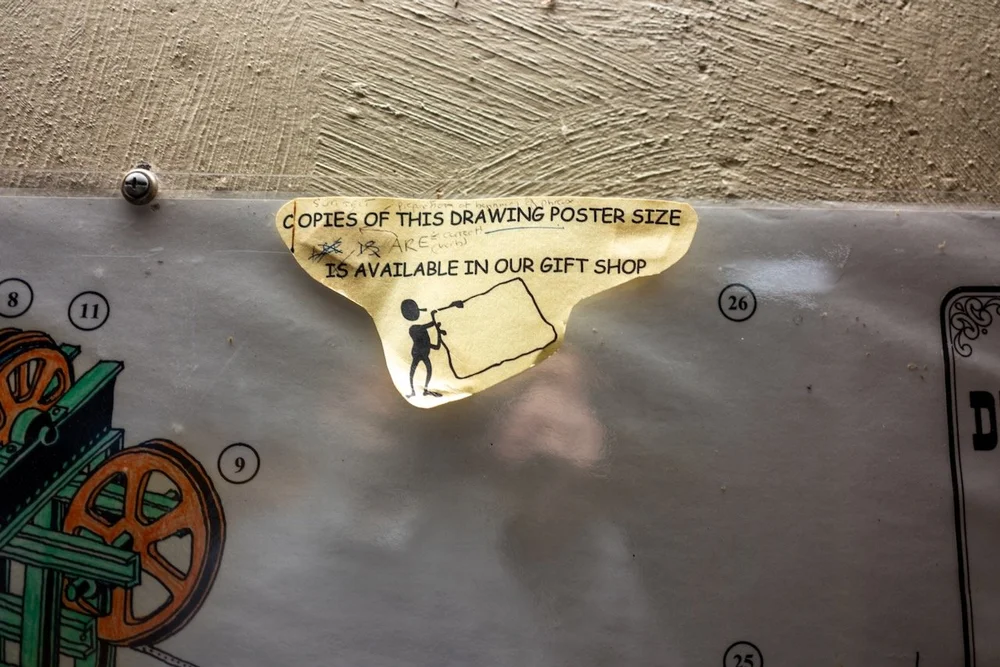 COPIES OF THIS DRAWING POSTER SIZE
ARE
IS AVAILABLE IN OUR GIFT SHOP
8
11
26
9
D
25